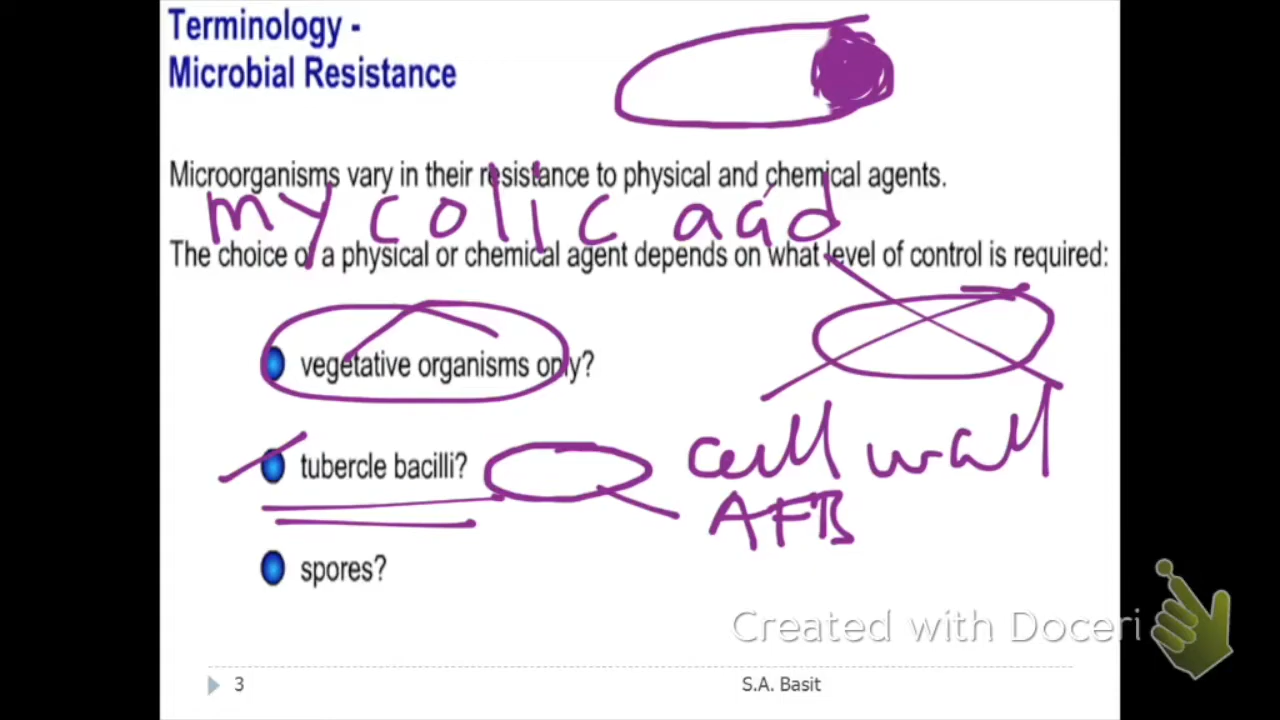 Terminology -
Microbial Resistance
Microorganisms vary in their resistance to physical and chemical agents.
mycolic acid
The choice of a physical or chemical agent depends on what level of control is required:
vegetative organisms only?
cell wall
tubercle bacilli?
AFB
spores?
Created with Doceri
3
S.A. Basit